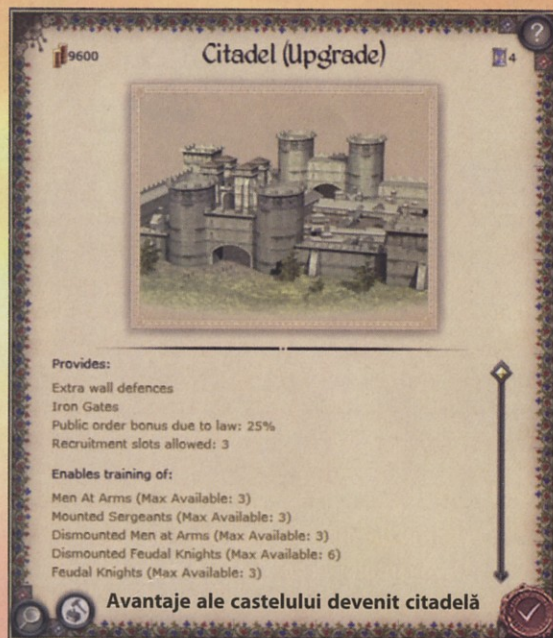 9600
Citadel (Upgrade)
4
?
Provides:
Extra wall defences
Iron Gates
Public order bonus due to law: 25%
Recruitment slots allowed: 3
Enables training of:
Men At Arms (Max Available: 3)
Mounted Sergeants (Max Available: 3)
Dismounted Men at Arms (Max Available: 3)
Dismounted Feudal Knights (Max Available: 6)
Feudal Knights (Max Available: 3)
Avantaje ale castelului devenit citadelă